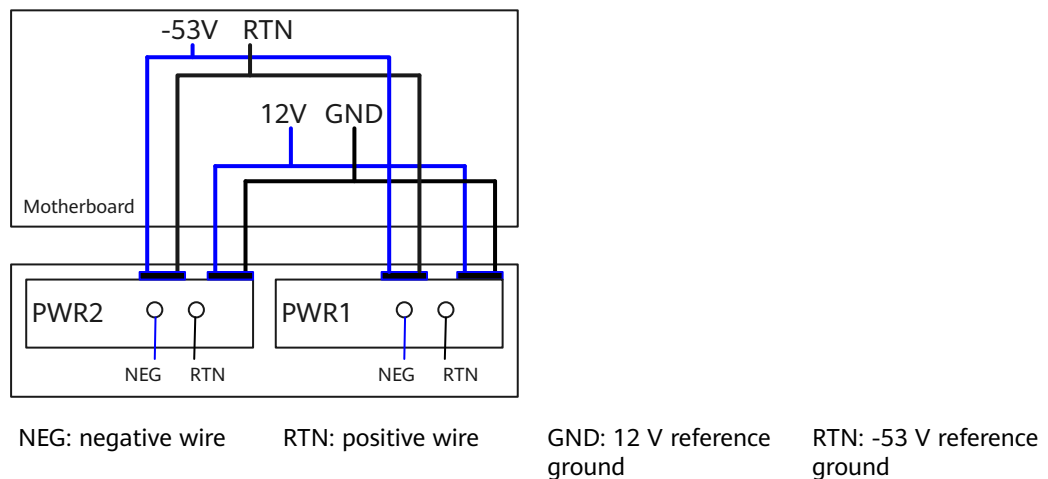 -53V RTN
12V GND
Motherboard
PWR2
PWR1
NEG RTN
NEG RTN
NEG: negative wire
RTN: positive wire
GND: 12 V reference
ground
RTN: -53 V reference
ground